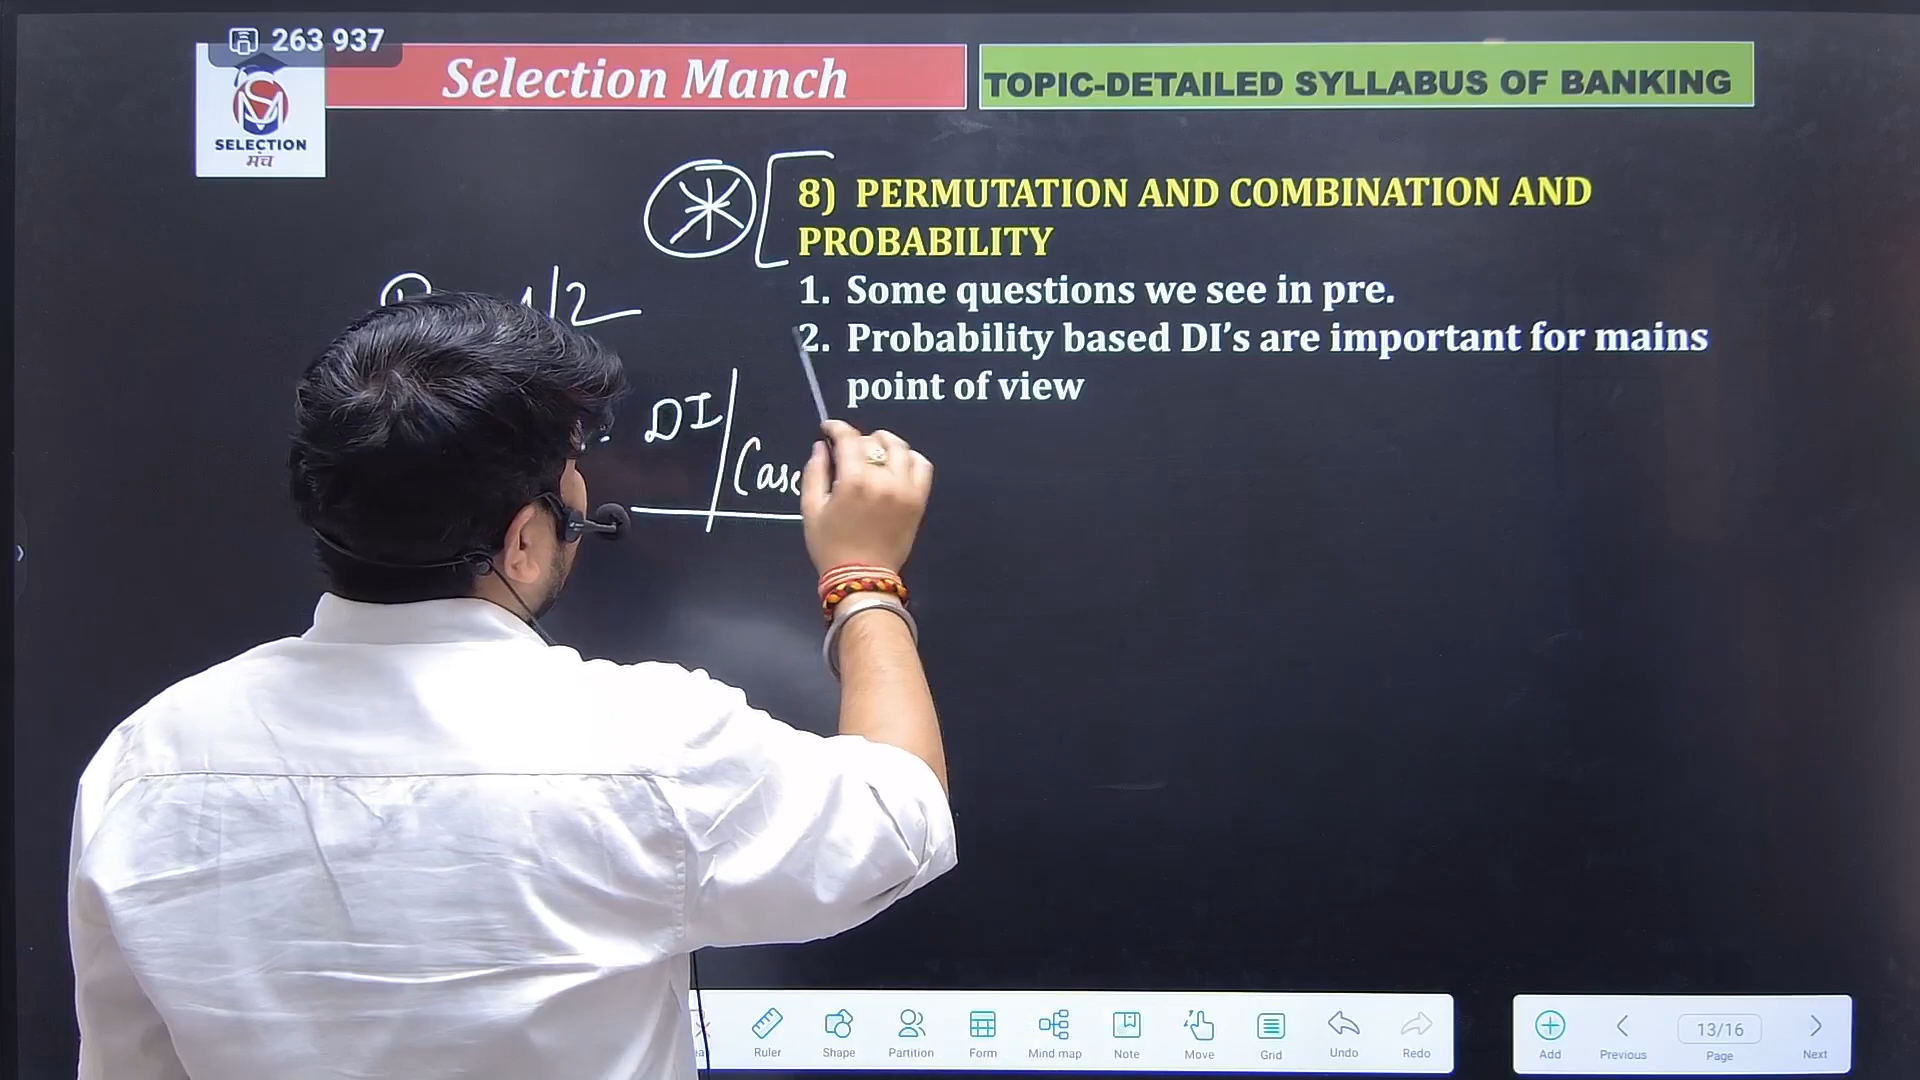 263 937
Selection Manch
TOPIC-DETAILED SYLLABUS OF BANKING
SELECTION
मंच
8) PERMUTATION AND COMBINATION AND
PROBABILITY
1. Some questions we see in pre.
2. Probability based DI's are important for mains
point of view
1/2
DI/Case
Ruler
Shape
Partition
Form
Mind map
Note
Move
Grid
Undo
Redo
Add
Previous
13/16
Page
Next